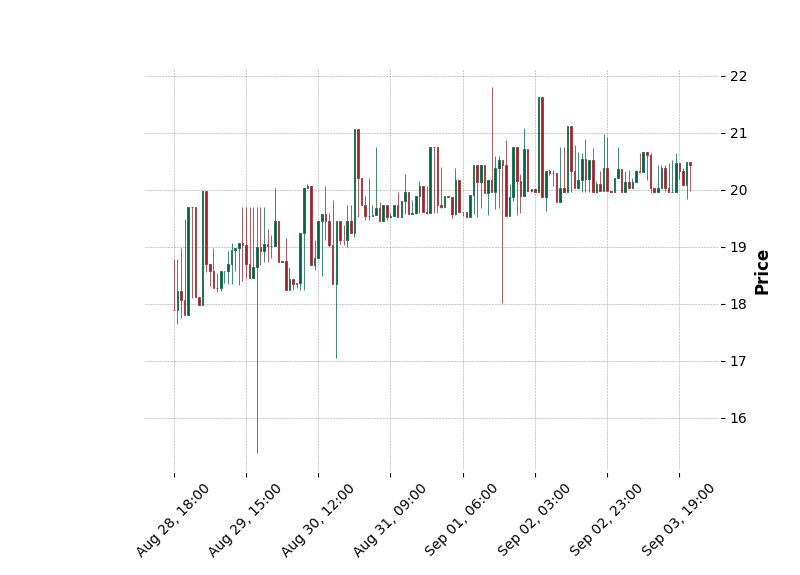 22
21
20
19
18
17
16
Price
Aug 28, 18:00
Aug 29, 15:00
Aug 30, 12:00
Aug 31, 09:00
Sep 01, 06:00
Sep 02, 03:00
Sep 02, 23:00
Sep 03, 19:00